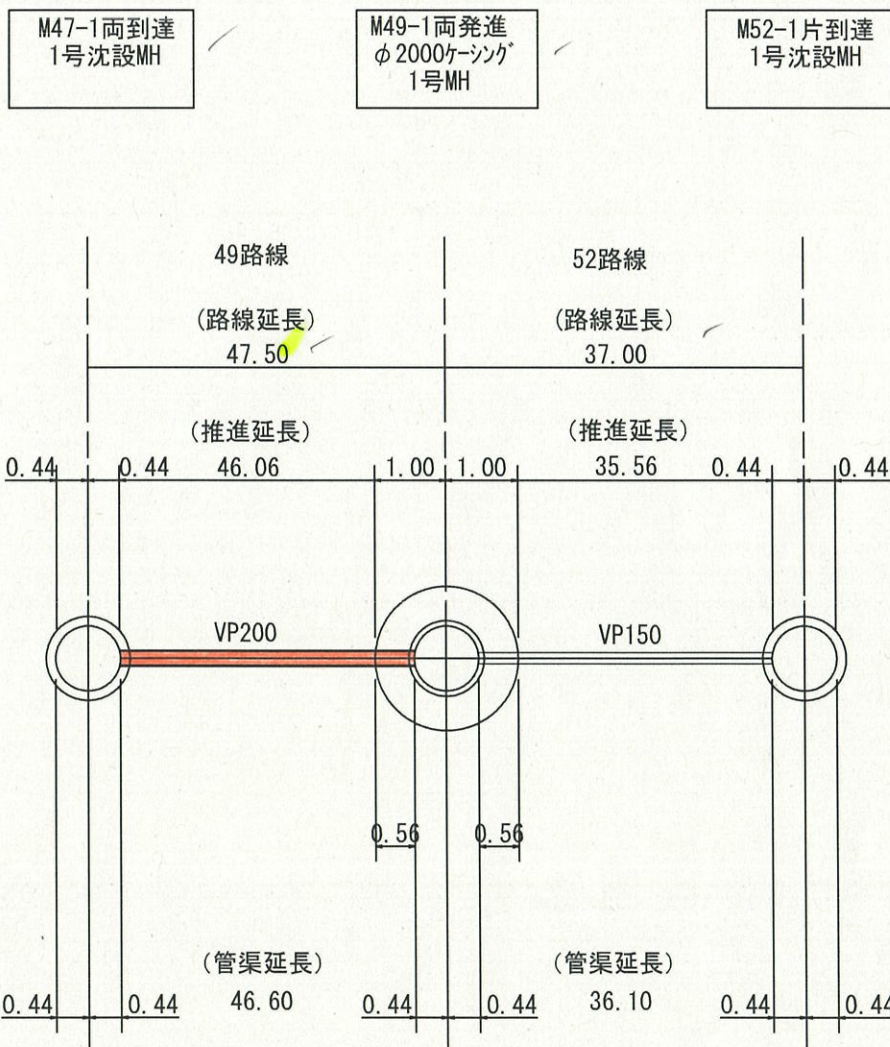 M47-1両到達
1号沈設MH
M49-1両発進
φ2000ケーシング
1号MH
M52-1片到達
1号沈設MH
49路線
52路線
(路線延長)
(路線延長)
47.50
37.00
(推進延長)
(推進延長)
0.44 0.44 46.06 1.00 1.00 35.56 0.44 0.44
VP200
VP150
0.56 0.56
(管渠延長)
(管渠延長)
0.44 0.44 46.60 0.44 0.44 36.10 0.44 0.44